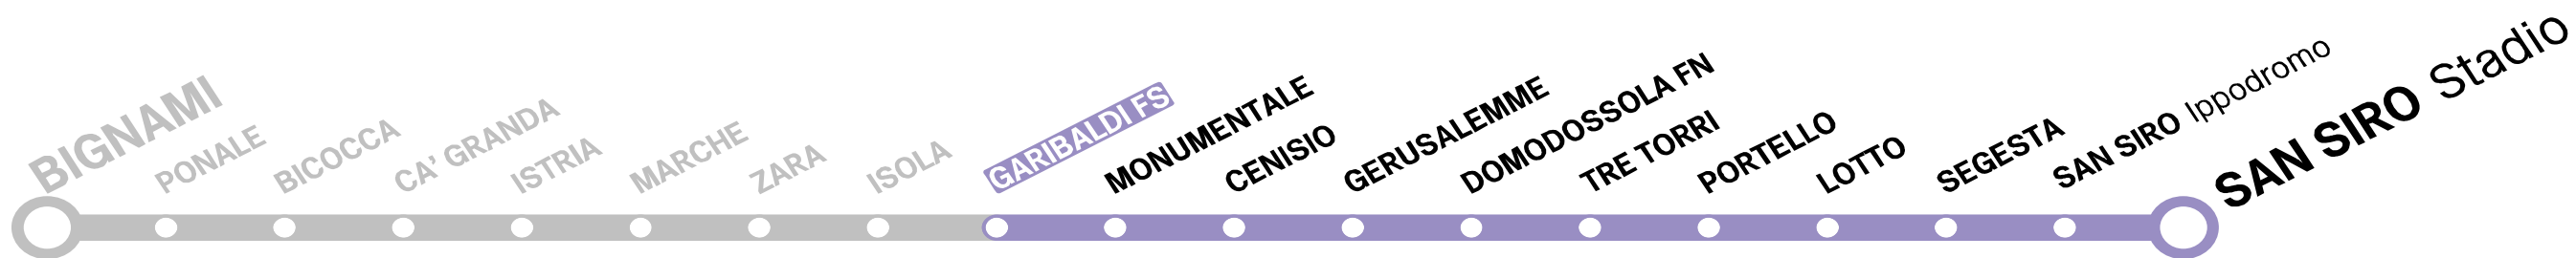 BIGNAMI
PONALE
BICOCCA
CA’ GRANDA
ISTRIA
MARCHE
ZARA
ISOLA
GARIBALDI FS
MONUMENTALE
CENISIO
GERUSALEMME
DOMODOSSOLA FN
TRE TORRI
PORTELLO
LOTTO
SEGESTA
SAN SIRO Ippodromo
SAN SIRO Stadio